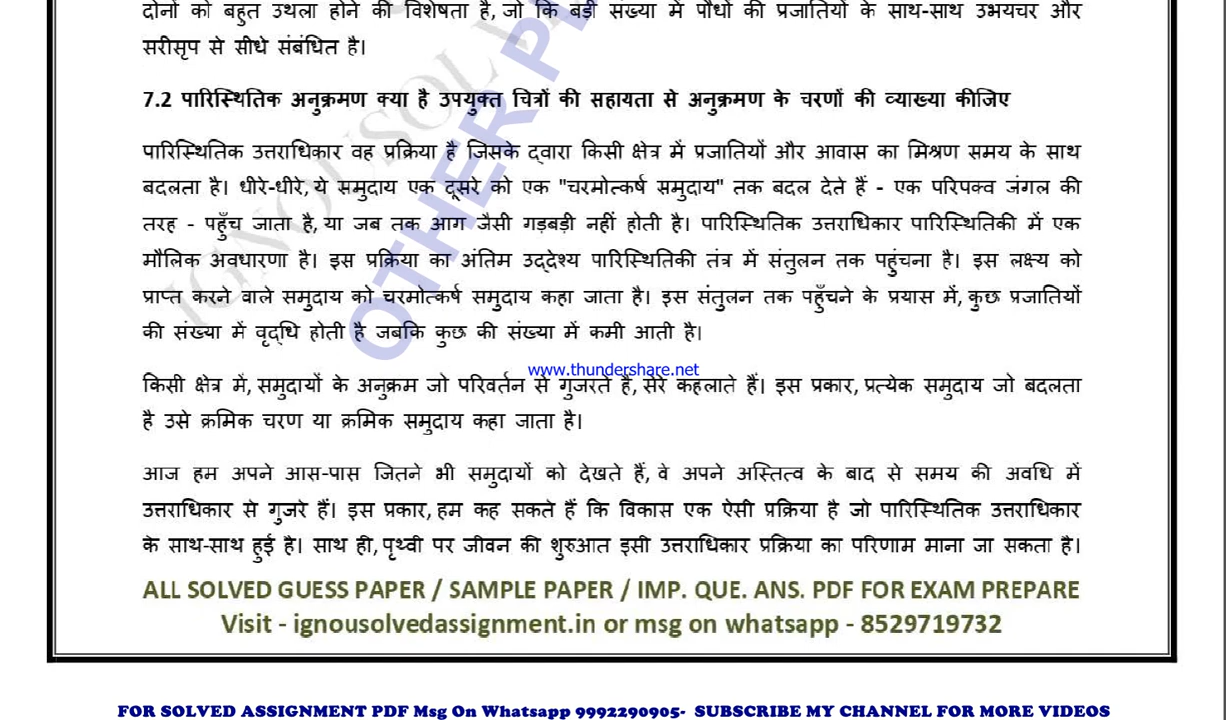 दोनों को बहुत उथला होने की विशेषता है, जो कि बड़ी संख्या में पौधों की प्रजातियों के साथ-साथ उभयचर और
सरीसृप से सीधे संबंधित है।
7.2 पारिस्थितिक अनुक्रमण क्या है उपयुक्त चित्रों की सहायता से अनुक्रमण के चरणों की व्याख्या कीजिए
पारिस्थितिक उत्तराधिकार वह प्रक्रिया है जिसके द्वारा किसी क्षेत्र में प्रजातियों और आवास का मिश्रण समय के साथ
बदलता है। धीरे-धीरे, ये समुदाय एक दूसरे को एक "चरमोत्कर्ष समुदाय" तक बदल देते हैं - एक परिपक्व जंगल की
तरह - पहुँच जाता है, या जब तक आग जैसी गड़बड़ी नहीं होती है। पारिस्थितिक उत्तराधिकार पारिस्थितिकी में एक
मौलिक अवधारणा है। इस प्रक्रिया का अंतिम उद्देश्य पारिस्थितिकी तंत्र में संतुलन तक पहुंचना है। इस लक्ष्य को
प्राप्त करने वाले समुदाय को चरमोत्कर्ष समुदाय कहा जाता है। इस संतुलन तक पहुँचने के प्रयास में, कुछ प्रजातियों
की संख्या में वृद्धि होती है जबकि कुछ की संख्या में कमी आती है।
www.thundershare.net
किसी क्षेत्र में, समुदायों के अनुक्रम जो परिवर्तन से गुजरते हैं, सेरे कहलाते हैं। इस प्रकार, प्रत्येक समुदाय जो बदलता
है उसे क्रमिक चरण या क्रमिक समुदाय कहा जाता है।
आज हम अपने आस-पास जितने भी समुदायों को देखते हैं, वे अपने अस्तित्व के बाद से समय की अवधि में
उत्तराधिकार से गुजरे हैं। इस प्रकार, हम कह सकते हैं कि विकास एक ऐसी प्रक्रिया है जो पारिस्थितिक उत्तराधिकार
के साथ-साथ हुई है। साथ ही, पृथ्वी पर जीवन की शुरुआत इसी उत्तराधिकार प्रक्रिया का परिणाम माना जा सकता है।
ALL SOLVED GUESS PAPER / SAMPLE PAPER / IMP. QUE. ANS. PDF FOR EXAM PREPARE
Visit - ignousolvedassignment.in or msg on whatsapp - 8529719732
FOR SOLVED ASSIGNMENT PDF Msg On Whatsapp 9992290905- SUBSCRIBE MY CHANNEL FOR MORE VIDEOS
IGNOUSOLV
OTHER P